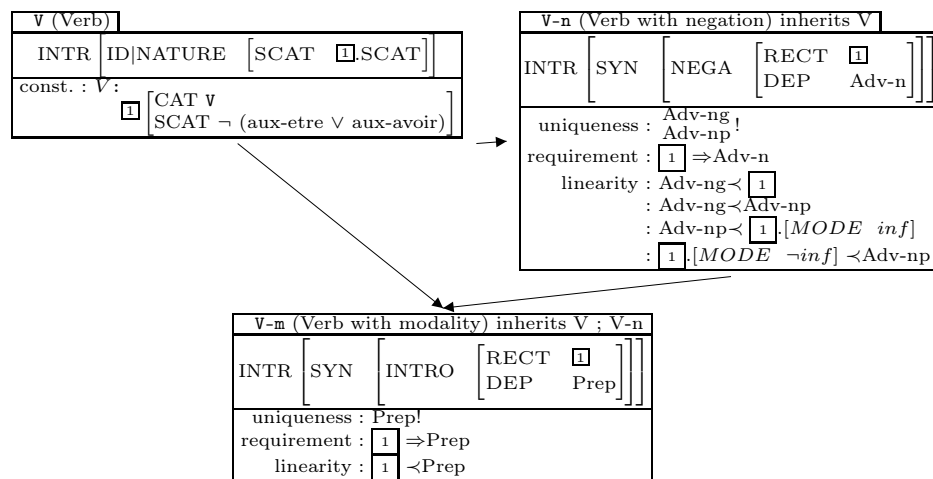 V (Verb)
INTR [ID|NATURE [SCAT 1.SCAT]]
const. : V:
1 [CAT V
SCAT ¬ (aux-etre ∨ aux-avoir)]
V-n (Verb with negation) inherits V
INTR [SYN [NEGA [RECT 1
DEP Adv-n]]]
uniqueness : Adv-ng
Adv-np !
requirement : 1 ⇒Adv-n
linearity : Adv-ng≺ 1
: Adv-ng≺Adv-np
: Adv-np≺ 1.[MODE inf]
: 1.[MODE ¬inf] ≺Adv-np
V-m (Verb with modality) inherits V ; V-n
INTR [SYN [INTRO [RECT 1
DEP Prep]]]
uniqueness : Prep!
requirement : 1 ⇒Prep
linearity : 1 ≺Prep